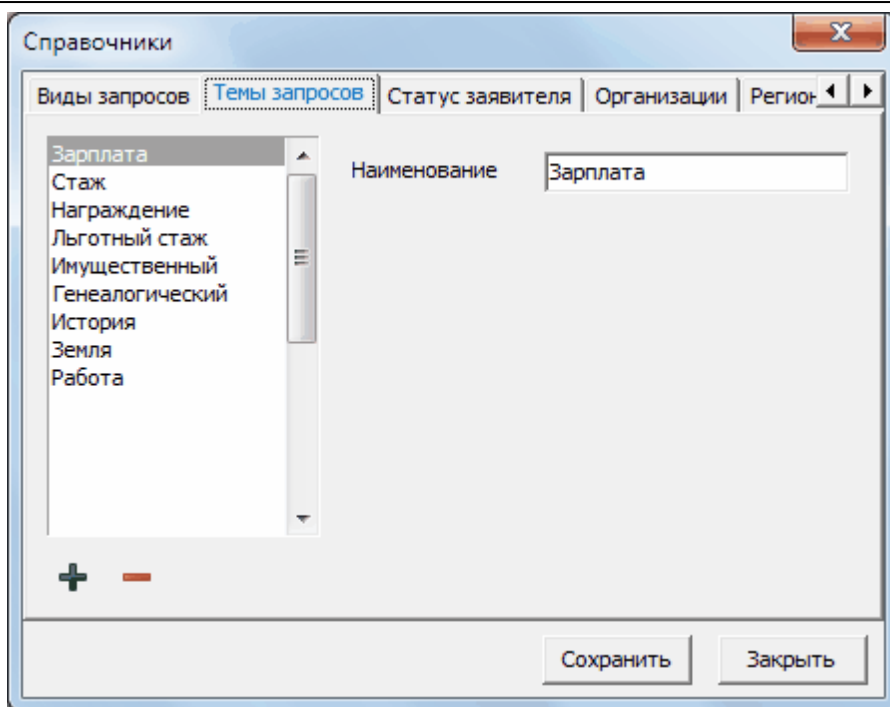 Справочники
Виды запросов Темы запросов Статус заявителя Организации Регион
Зарплата
Стаж
Награждение
Льготный стаж
Имущественный
Генеалогический
История
Земля
Работа
Наименование Зарплата
Сохранить Закрыть